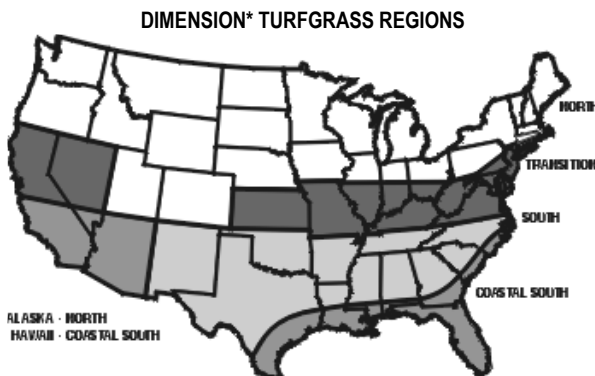 DIMENSION* TURFGRASS REGIONS
NORTH
TRANSITION
SOUTH
COASTAL SOUTH
ALASKA - NORTH
HAWAII - COASTAL SOUTH